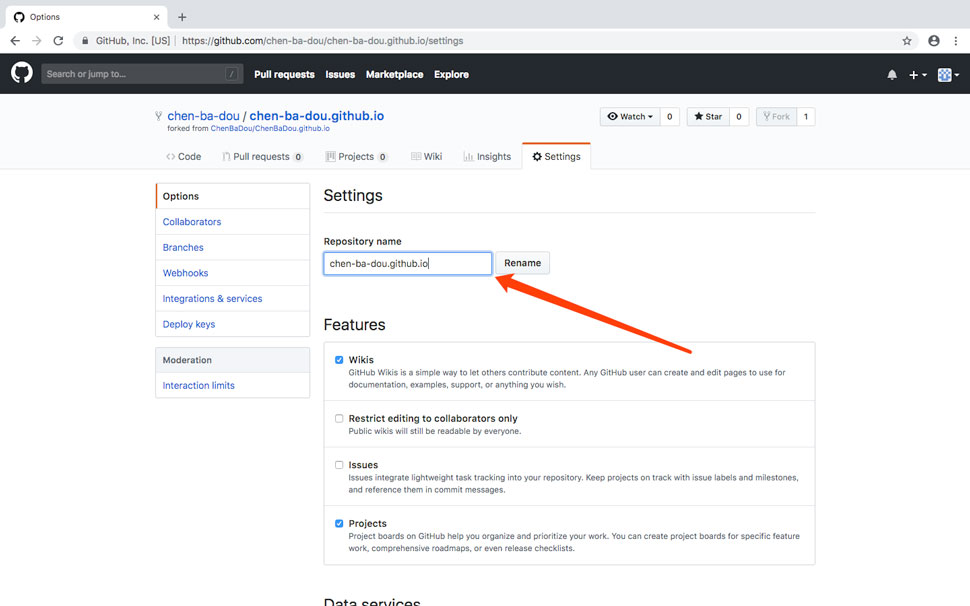 Options
GitHub, Inc. [US] | https://github.com/chen-ba-dou/chen-ba-dou.github.io/settings
Search or jump to... /
Pull requests Issues Marketplace Explore
chen-ba-dou / chen-ba-dou.github.io
Watch 0 Star 0 Fork 1
forked from ChenBaDou/ChenBaDou.github.io
Code Pull requests 0 Projects 0 Wiki Insights Settings
Options
Collaborators
Branches
Webhooks
Integrations & services
Deploy keys
Moderation
Interaction limits
Settings
Repository name
chen-ba-dou.github.io Rename
Features
Wikis
GitHub Wikis is a simple way to let others contribute content. Any GitHub user can create and edit pages to use for
documentation, examples, support, or anything you wish.
Restrict editing to collaborators only
Public wikis will still be readable by everyone.
Issues
Issues integrate lightweight task tracking into your repository. Keep projects on track with issue labels and milestones,
and reference them in commit messages.
Projects
Project boards on GitHub help you organize and prioritize your work. You can create project boards for specific feature
work, comprehensive roadmaps, or even release checklists.
Data services